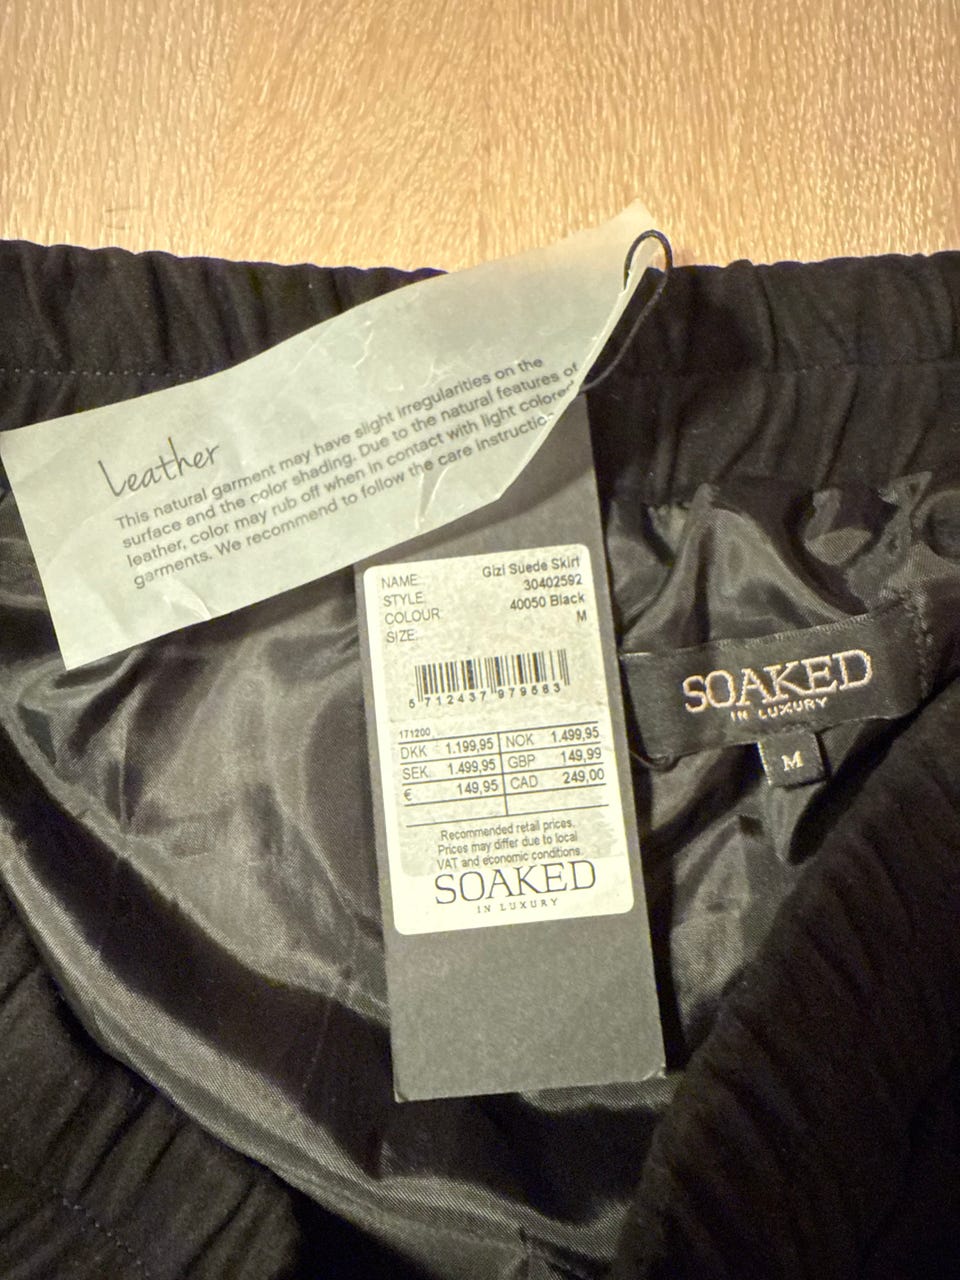 Leather
This natural garment may have slight irregularities on the
surface and the color shading. Due to the natural features of
leather, color may rub off when in contact with light colored
garments. We recommend to follow the care
NAME: Gizi Suede Skirt
STYLE: 30402592
COLOUR 40050 Black
SIZE: M
5 712437 979583
171200
DKK 1.199,95 NOK 1.499,95
SEK 1.499,95 GBP 149,99
€ 149,95 CAD 249,00
Recommended retail prices.
Prices may differ due to local
VAT and economic conditions.
SOAKED
IN LUXURY
SOAKED
IN LUXURY
M